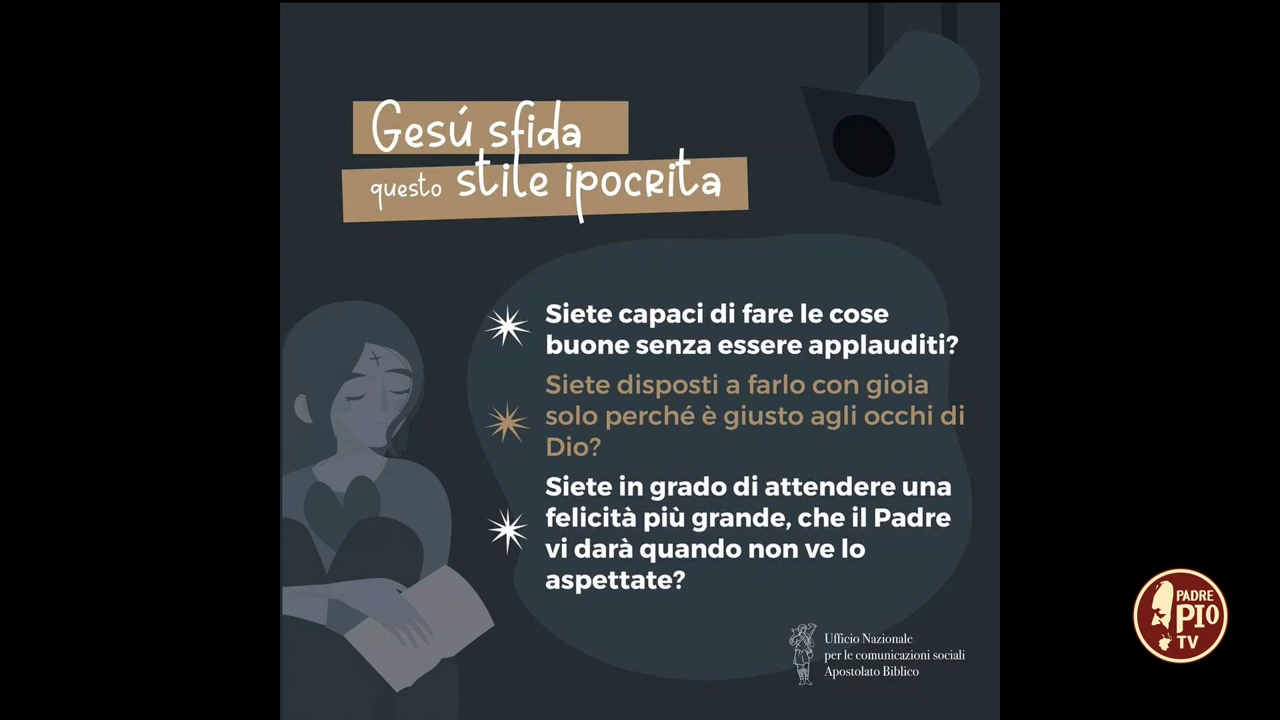 Gesú sfida
questo stile ipocrita
Siete capaci di fare le cose
buone senza essere applauditi?
Siete disposti a farlo con gioia
solo perché è giusto agli occhi di
Dio?
Siete in grado di attendere una
felicità più grande, che il Padre
vi darà quando non ve lo
aspettate?
Ufficio Nazionale
per le comunicazioni sociali
Apostolato Biblico
PADRE
PIO
TV